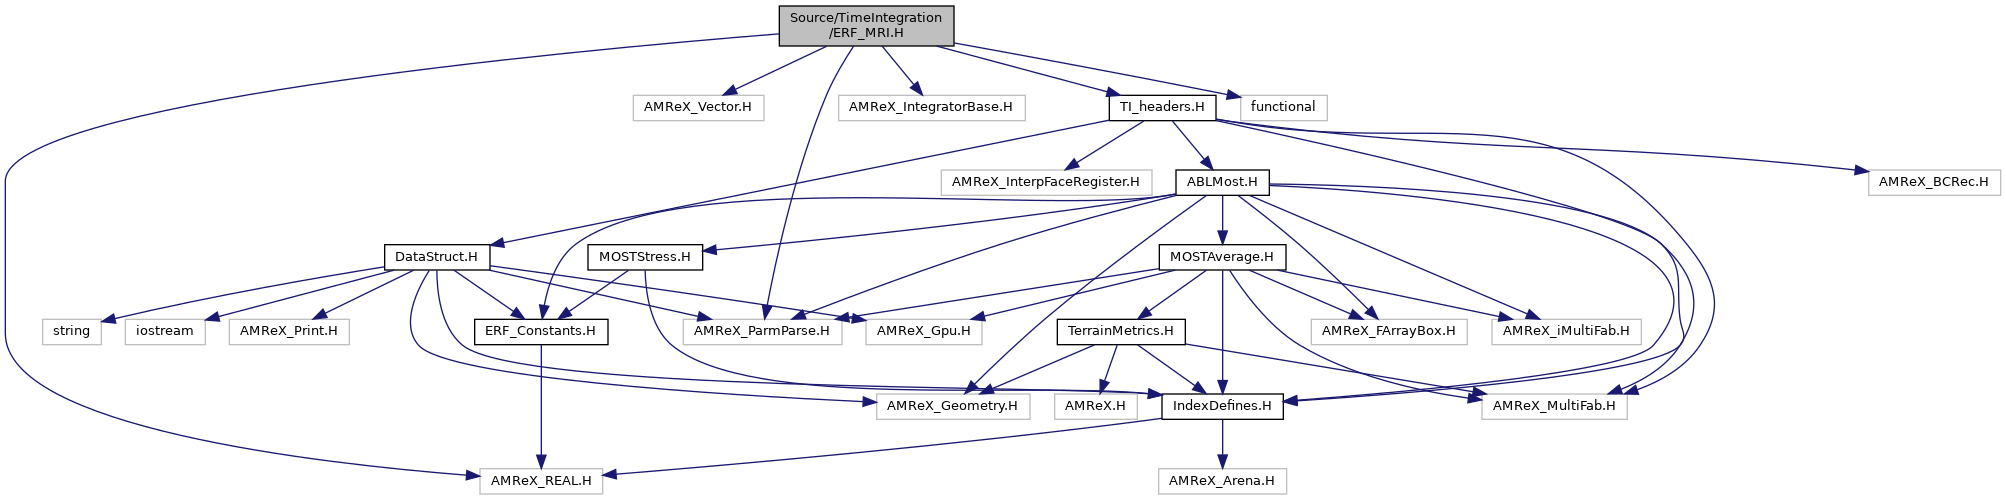 Source/TimeIntegration
/ERF_MRI.H
AMReX_Vector.H
AMReX_IntegratorBase.H
TI_headers.H
functional
AMReX_InterpFaceRegister.H
ABLMost.H
AMReX_BCRec.H
DataStruct.H
MOSTStress.H
MOSTAverage.H
string
iostream
AMReX_Print.H
ERF_Constants.H
AMReX_ParmParse.H
AMReX_Gpu.H
TerrainMetrics.H
AMReX_FArrayBox.H
AMReX_iMultiFab.H
AMReX_Geometry.H
AMReX.H
IndexDefines.H
AMReX_MultiFab.H
AMReX_REAL.H
AMReX_Arena.H